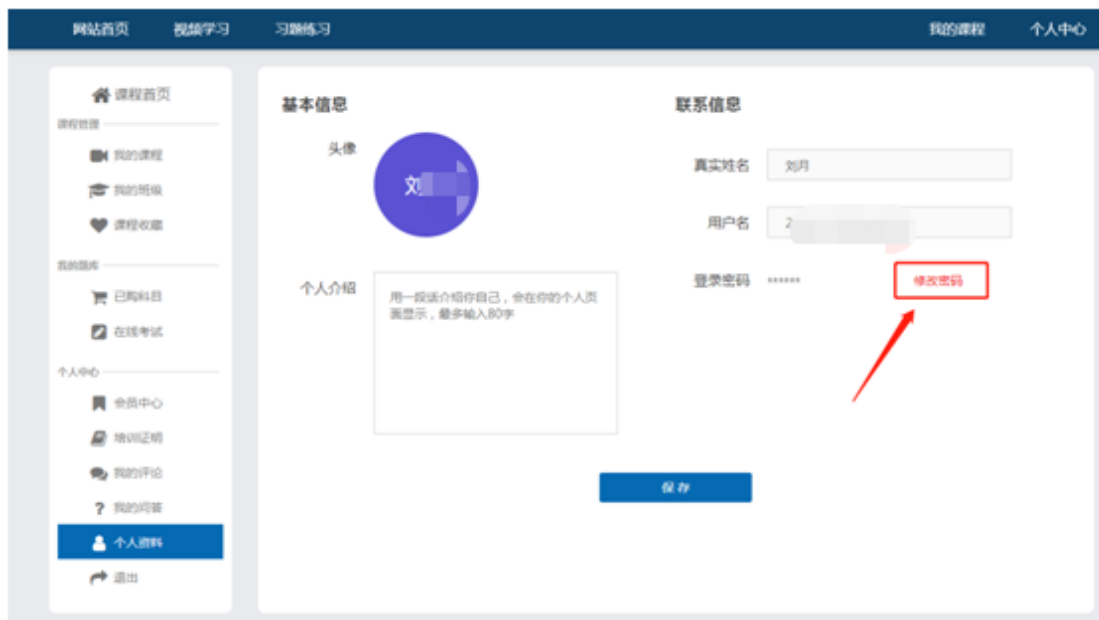 网站首页 视频学习 习题练习 我的课程 个人中心
课程首页
课程管理
我的课程
我的班级
课程收藏
我的题库
已购科目
在线考试
个人中心
会员中心
培训证明
我的评论
我的问答
个人资料
退出
基本信息
头像
刘
个人介绍
用一段话介绍你自己，会在你的个人页
面显示，最多输入80字
联系信息
真实姓名 刘月
用户名 2
登录密码 ****** 修改密码
保存